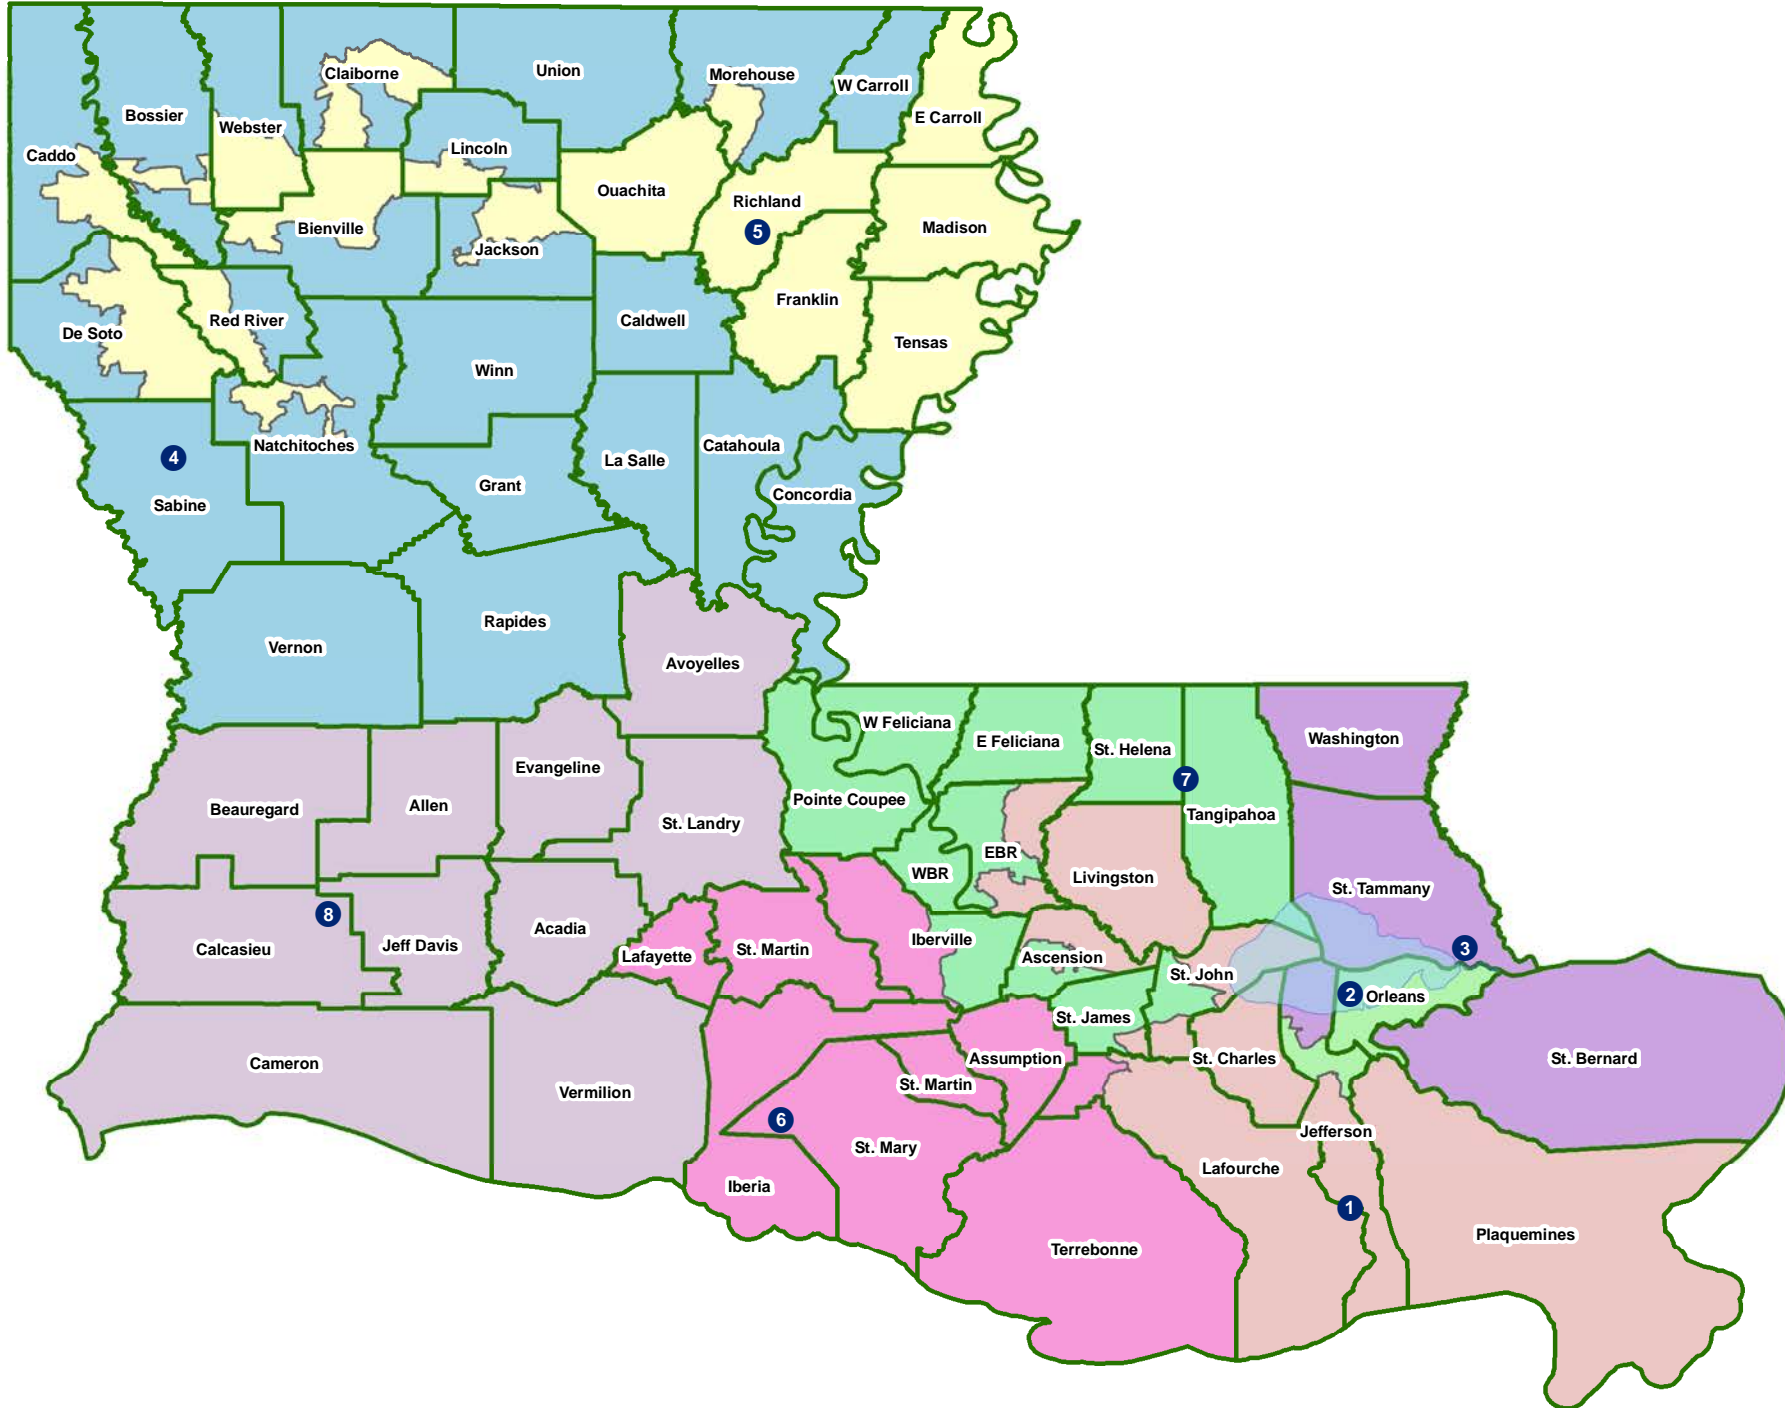 Claiborne
Union
Morehouse
W Carroll
E Carroll
Bossier
Webster
Lincoln
Caddo
Ouachita
Richland
5
Madison
Bienville
Jackson
Franklin
Red River
De Soto
Caldwell
Tensas
Winn
4
Natchitoches
Catahoula
La Salle
Grant
Concordia
Sabine
Rapides
Vernon
Avoyelles
W Feliciana
E Feliciana
St. Helena
Washington
7
Evangeline
Beauregard
Allen
Pointe Coupee
St. Landry
Tangipahoa
EBR
WBR
Livingston
St. Tammany
8
Acadia
Calcasieu
Jeff Davis
Lafayette
St. Martin
Iberville
Ascension
3
St. John
2
Orleans
St. James
Cameron
Vermilion
Assumption
St. Martin
St. Charles
St. Bernard
6
St. Mary
Jefferson
Lafourche
Iberia
1
Plaquemines
Terrebonne